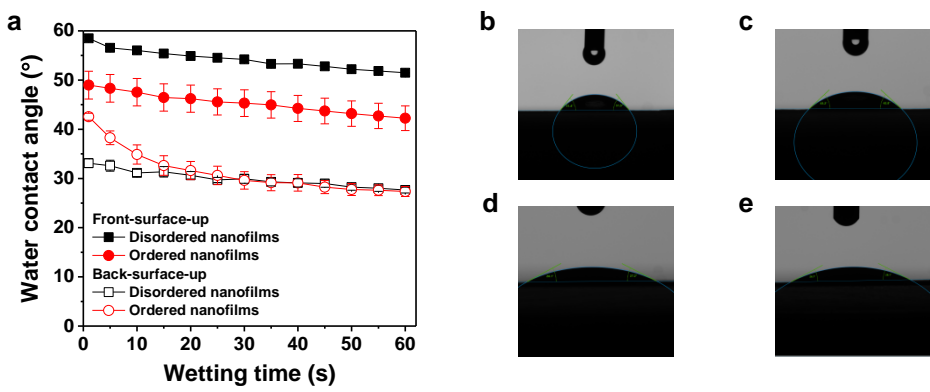 a
Water contact angle (°)
60
50
40
30
20
10
0
Front-surface-up
Disordered nanofilms
Ordered nanofilms
Back-surface-up
Disordered nanofilms
Ordered nanofilms
0 10 20 30 40 50 60
Wetting time (s)
b
c
d
e